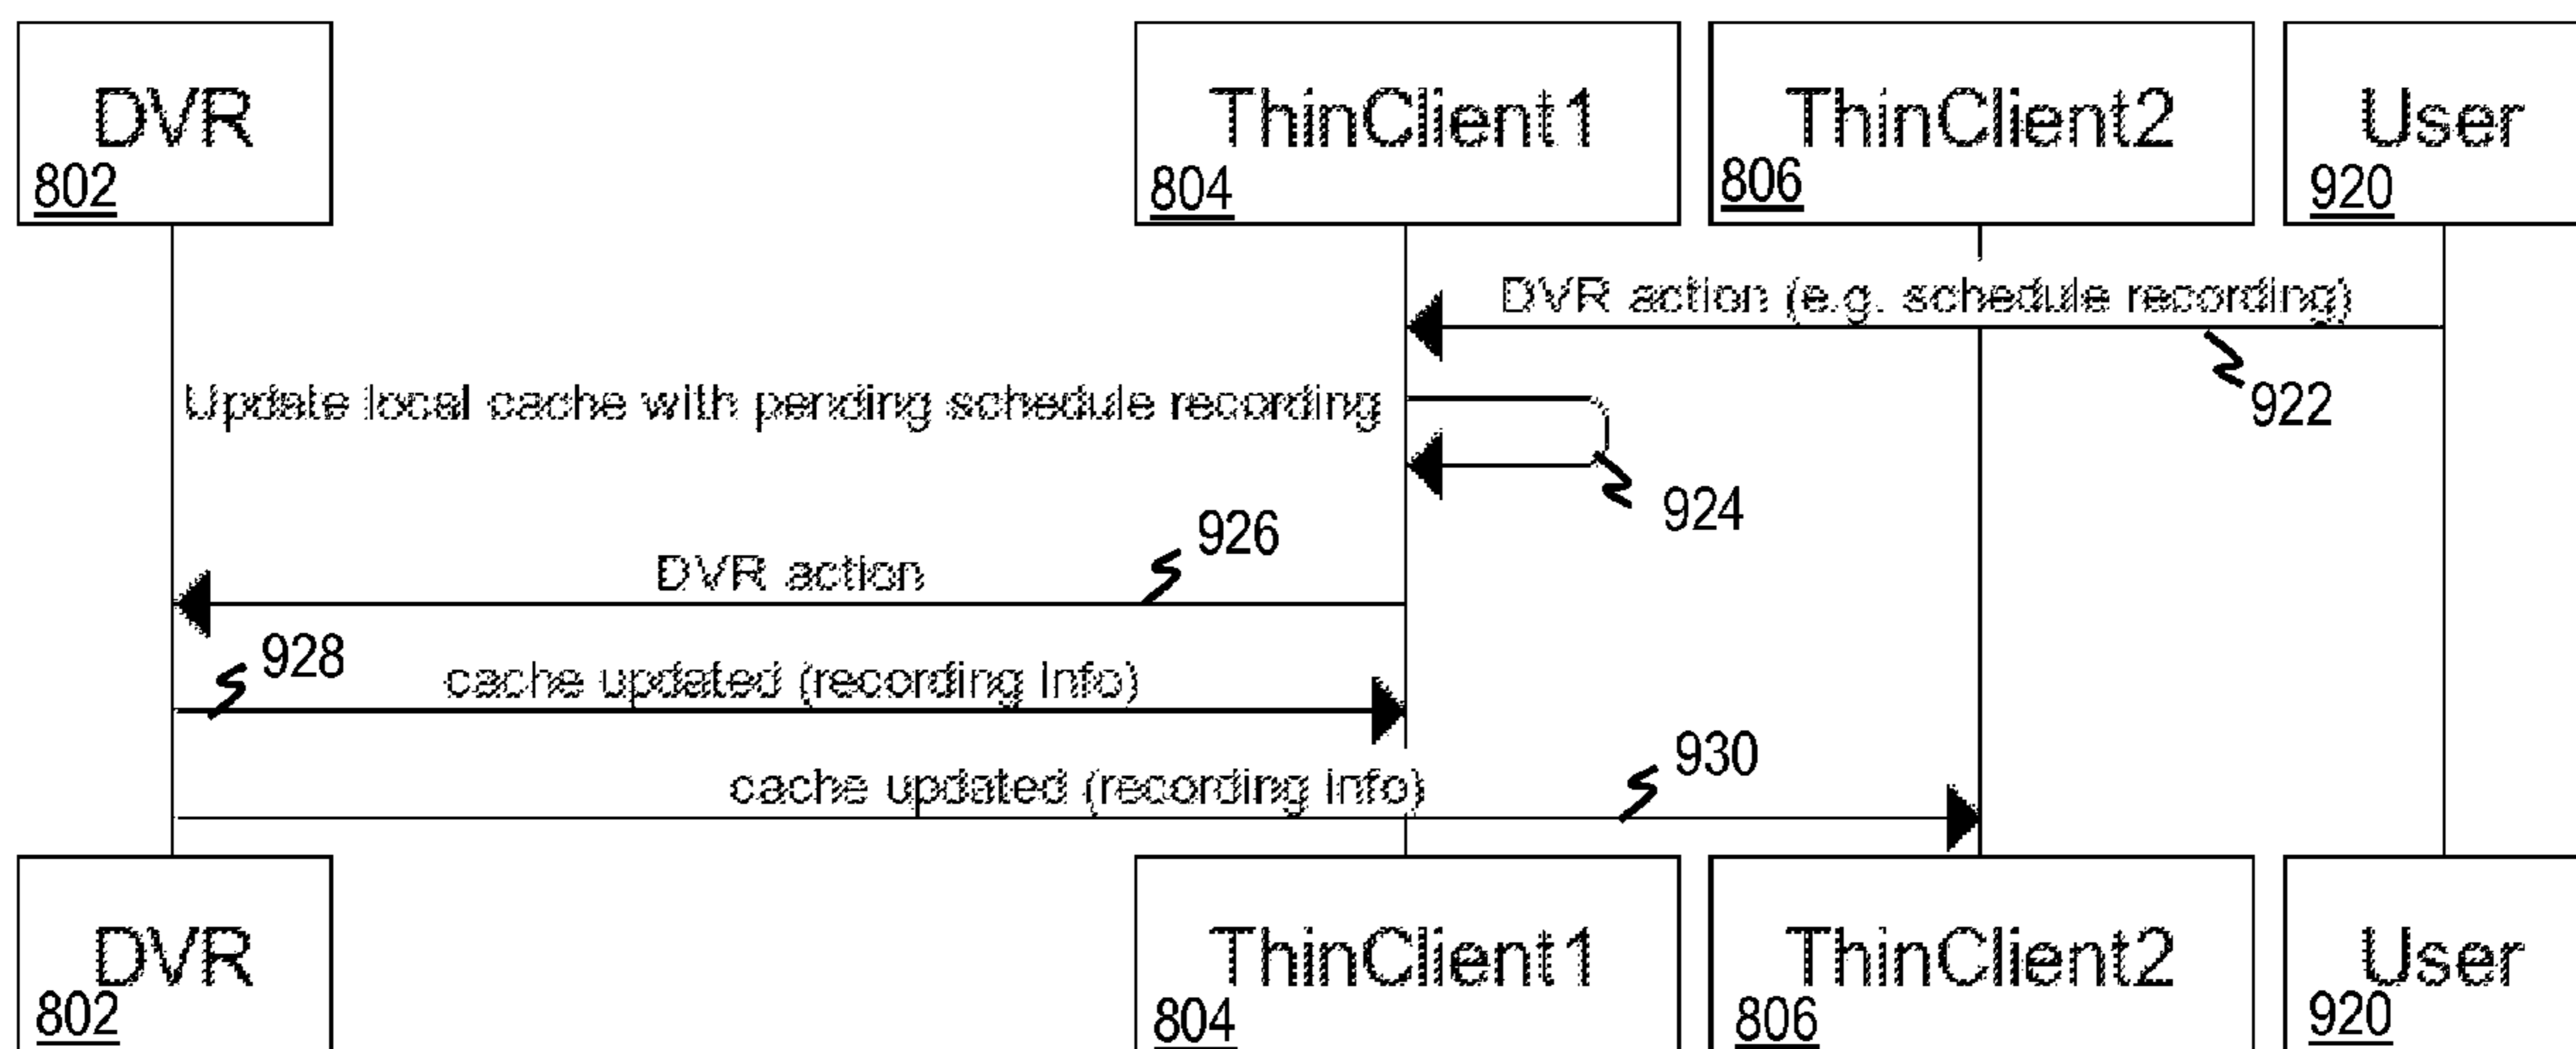 DVR
802
ThinClient1
804
ThinClient2
806
User
920
DVR action (e.g. schedule recording)
922
Update local cache with pending schedule recording
924
926
DVR action
928
cache updated (recording info)
930
cache updated (recording info)
DVR
802
ThinClient1
804
ThinClient2
806
User
920